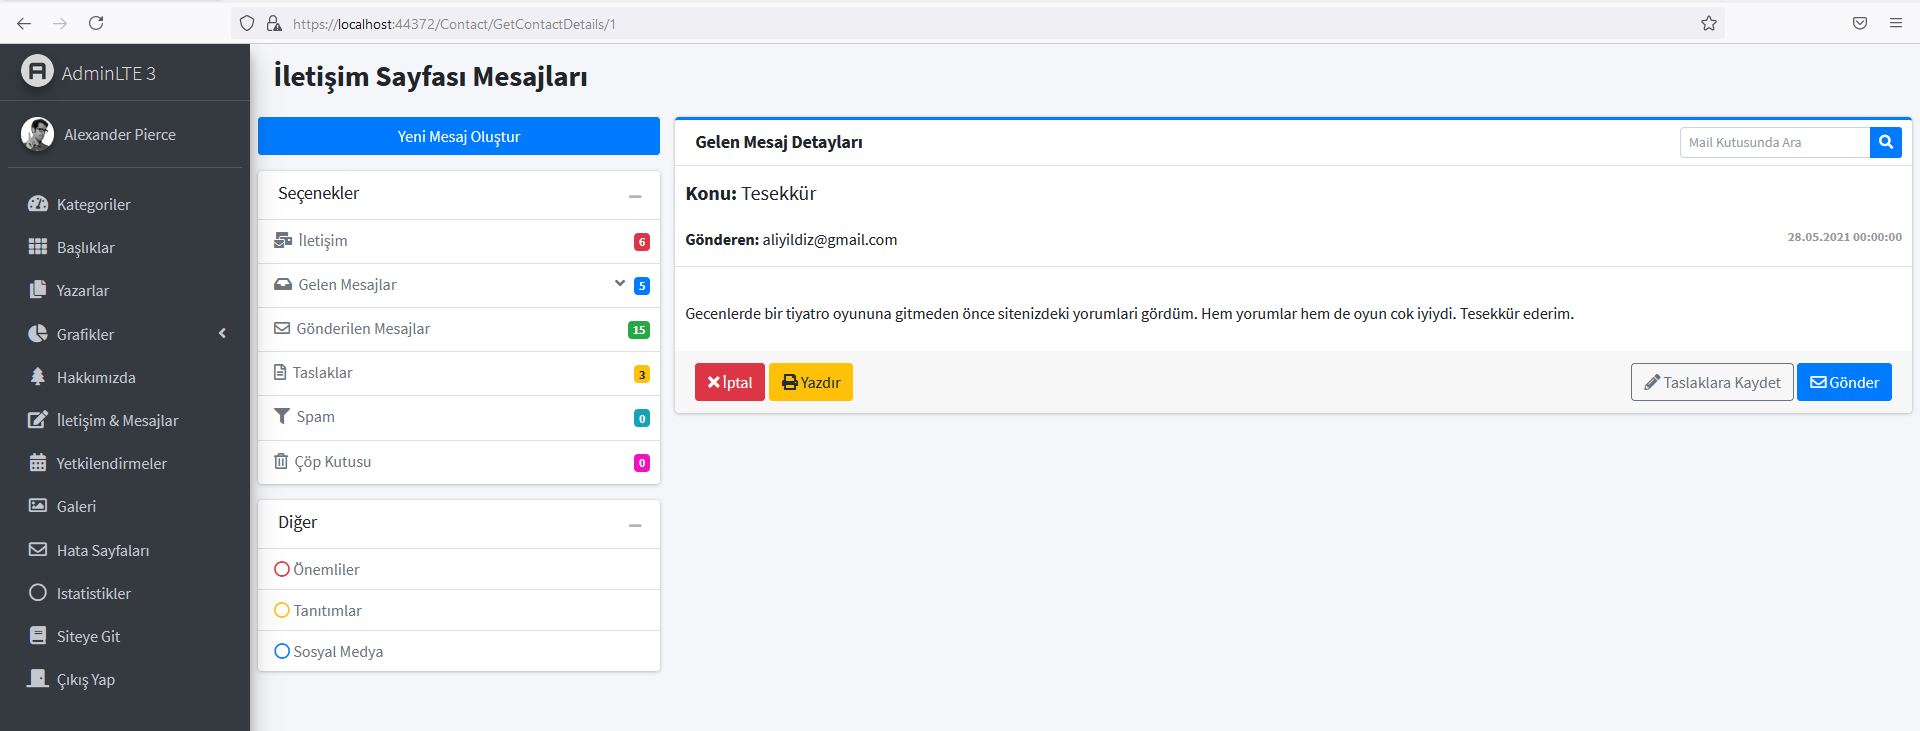 https://localhost:44372/Contact/GetContactDetails/1
AdminLTE 3
Alexander Pierce
Kategoriler
Başlıklar
Yazarlar
Grafikler
Hakkımızda
İletişim & Mesajlar
Yetkilendirmeler
Galeri
Hata Sayfaları
Istatistikler
Siteye Git
Çıkış Yap
İletişim Sayfası Mesajları
Yeni Mesaj Oluştur
Seçenekler
İletişim 6
Gelen Mesajlar 5
Gönderilen Mesajlar 15
Taslaklar 3
Spam 0
Çöp Kutusu 0
Diğer
Önemliler
Tanıtımlar
Sosyal Medya
Gelen Mesaj Detayları
Mail Kutusunda Ara
Konu: Tesekkür
Gönderen: aliyildiz@gmail.com
28.05.2021 00:00:00
Gecenlerde bir tiyatro oyununa gitmeden önce sitenizdeki yorumlari gördüm. Hem yorumlar hem de oyun cok iyiydi. Tesekkür ederim.
İptal Yazdır Taslaklara Kaydet Gönder